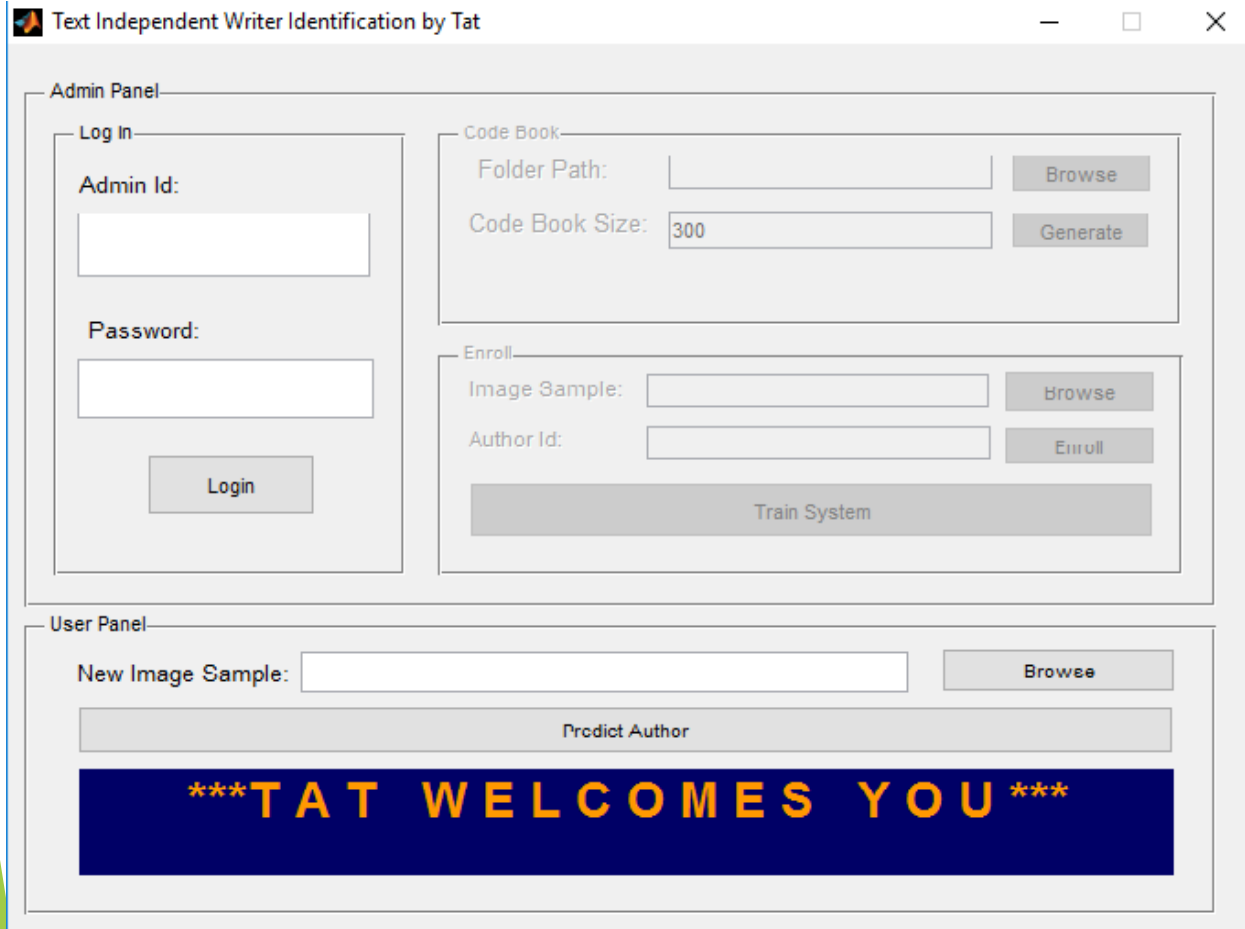 Text Independent Writer Identification by Tat
Admin Panel
Log In
Admin Id:
Password:
Login
Code Book
Folder Path:
Browse
Code Book Size:
300
Generate
Enroll
Image Sample:
Browse
Author Id:
Enroll
Train System
User Panel
New Image Sample:
Browse
Predict Author
***T A T W E L C O M E S Y O U***